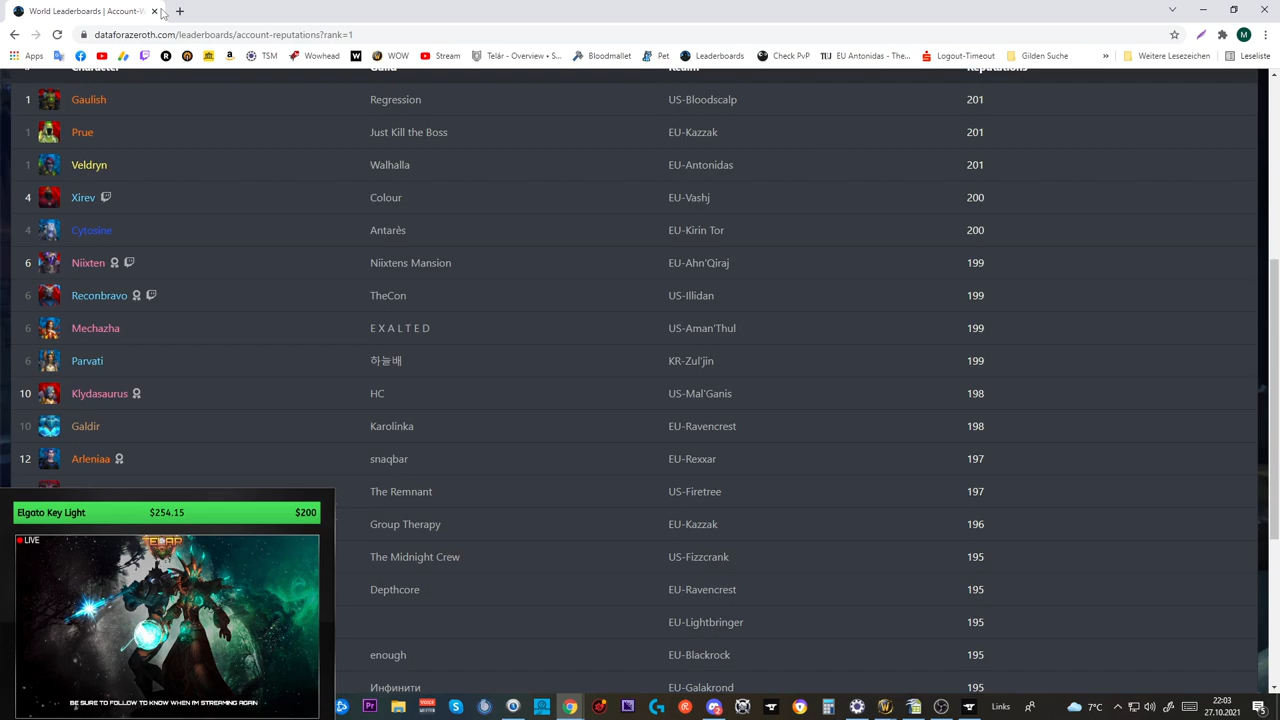 World Leaderboards | Account-W
dataforazeroth.com/leaderboards/account-reputations?rank=1
Apps TSM Wowhead WOW Stream Telár - Overview - S... Bloodmallet Pet Leaderboards Check PvP EU Antonidas - The... Logout-Timeout Gilden Suche » Weitere Lesezeichen Leseliste
1 Gaulish Regression US-Bloodscalp 201
1 Prue Just Kill the Boss EU-Kazzak 201
1 Veldryn Walhalla EU-Antonidas 201
4 Xirev Colour EU-Vashj 200
4 Cytosine Antarès EU-Kirin Tor 200
6 Niixten Niixtens Mansion EU-Ahn'Qiraj 199
6 Reconbravo TheCon US-Illidan 199
6 Mechazha E X A L T E D US-Aman'Thul 199
6 Parvati 하늘배 KR-Zul'jin 199
10 Klydasaurus HC US-Mal'Ganis 198
10 Galdir Karolinka EU-Ravencrest 198
12 Arleniaa snaqbar EU-Rexxar 197
The Remnant US-Firetree 197
Group Therapy EU-Kazzak 196
The Midnight Crew US-Fizzcrank 195
Depthcore EU-Ravencrest 195
EU-Lightbringer 195
enough EU-Blackrock 195
Инфинити EU-Galakrond 195
Elgato Key Light $254.15 $200
LIVE
TELAR
BE SURE TO FOLLOW TO KNOW WHEN I'M STREAMING AGAIN
Links 7°C 22:03
27.10.2021